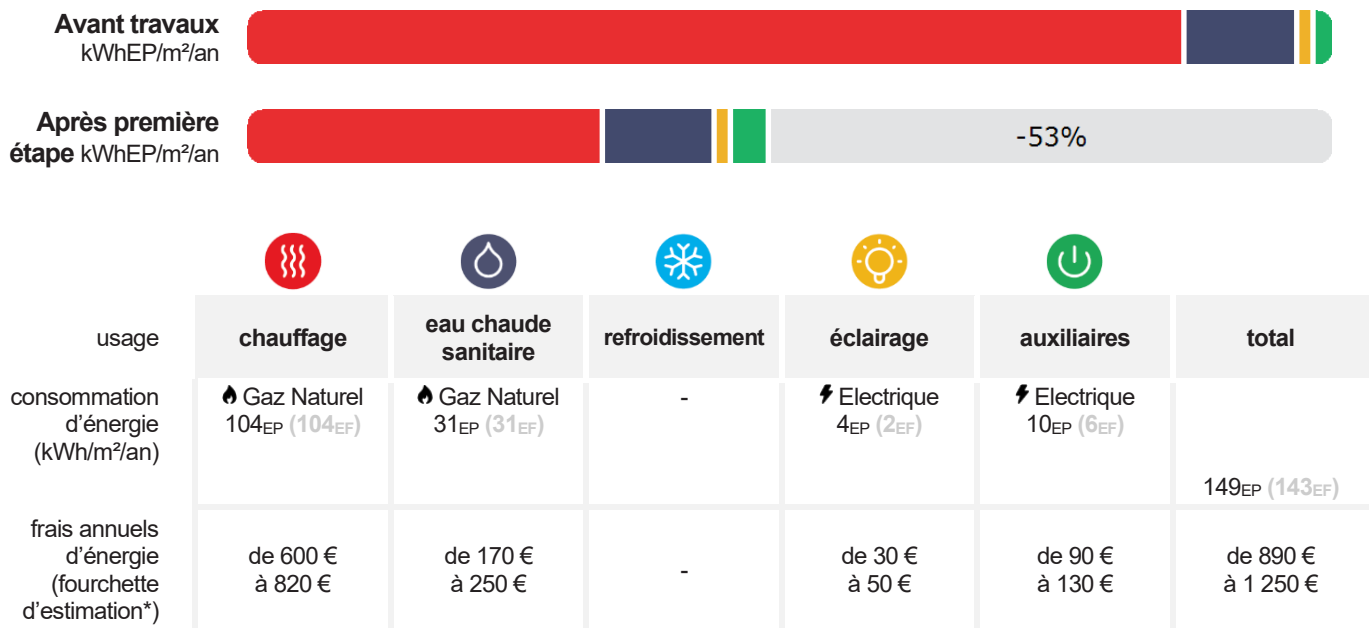 Avant travaux
kWhEP/m²/an
Après première
étape kWhEP/m²/an
-53%
usage
chauffage
eau chaude
sanitaire
refroidissement
éclairage
auxiliaires
total
consommation
d'énergie
(kWh/m²/an)
Gaz Naturel
104EP (104EF)
Gaz Naturel
31EP (31EF)
-
Electrique
4EP (2EF)
Electrique
10EP (6EF)
149EP (143EF)
frais annuels
d'énergie
(fourchette
d'estimation*)
de 600 €
à 820 €
de 170 €
à 250 €
-
de 30 €
à 50 €
de 90 €
à 130 €
de 890 €
à 1 250 €